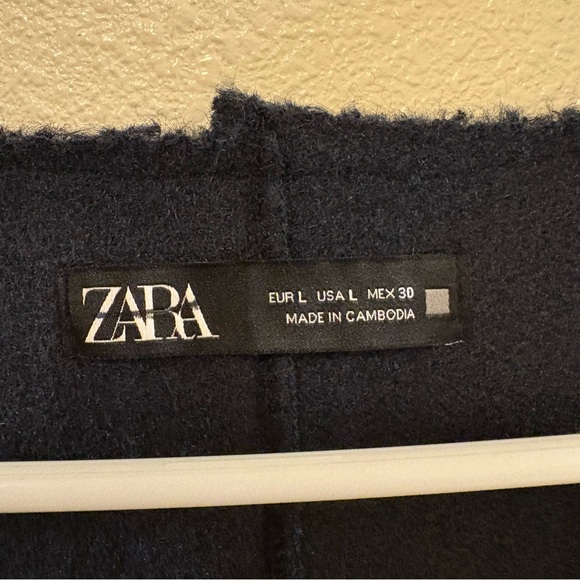 ZARA
EUR L USA L MEX 30
MADE IN CAMBODIA